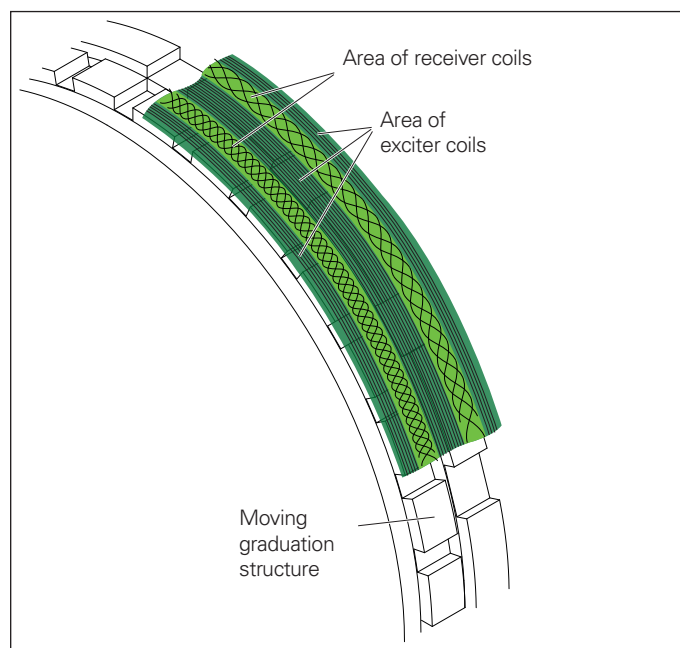 Area of receiver coils
Area of
exciter coils
Moving
graduation
structure